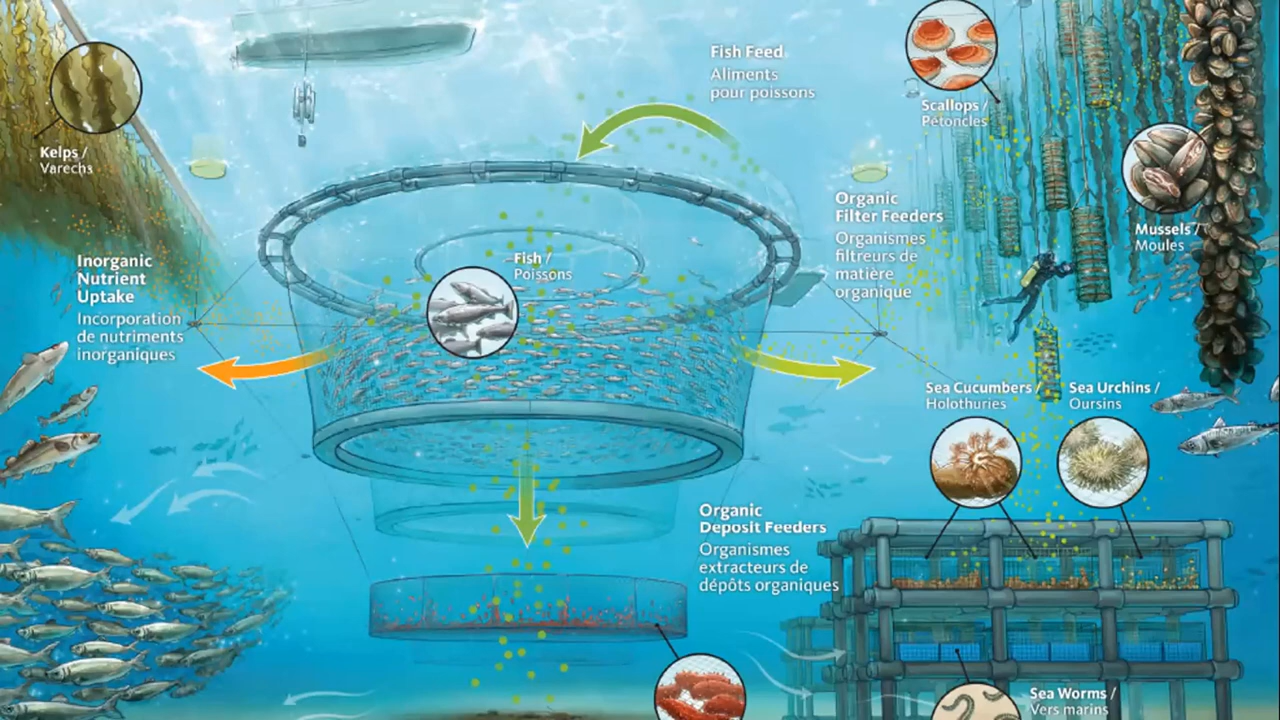 Fish Feed
Aliments
pour poissons
Scallops /
Pétoncles
Kelps /
Varechs
Mussels /
Moules
Organic
Filter Feeders
Organismes
filtreurs de
matière
organique
Inorganic
Nutrient
Uptake
Incorporation
de nutriments
inorganiques
Fish /
Poissons
Sea Cucumbers /
Holothuries
Sea Urchins /
Oursins
Organic
Deposit Feeders
Organismes
extracteurs de
dépôts organiques
Sea Worms /
Vers marins